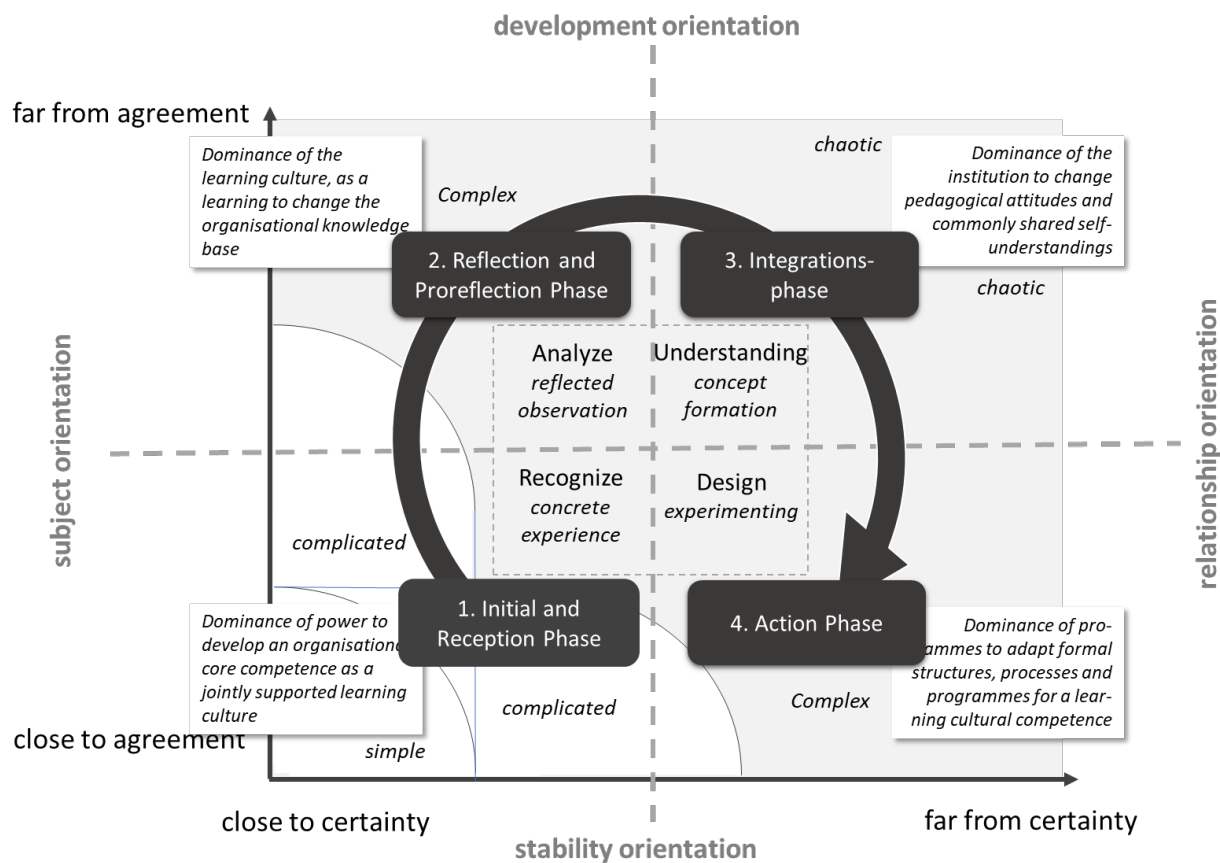 development orientation
far from agreement
chaotic
Dominance of the
learning culture, as a
learning to change the
organisational knowledge
base
Dominance of the
institution to change
pedagogical attitudes and
commonly shared self-
understandings
Complex
2. Reflection and
Proreflection Phase
3. Integrations-
phase
chaotic
Analyze
reflected
observation
Understanding
concept
formation
subject orientation
relationship orientation
Recognize
concrete
experience
Design
experimenting
complicated
1. Initial and
Reception Phase
4. Action Phase
Dominance of power to
develop an organisationa
core competence as a
jointly supported learning
culture
Dominance of pro-
ammes to adapt formal
structures, processes and
programmes for a lear-
ning cultural competence
complicated
Complex
close to agreement
simple
close to certainty
far from certainty
stability orientation